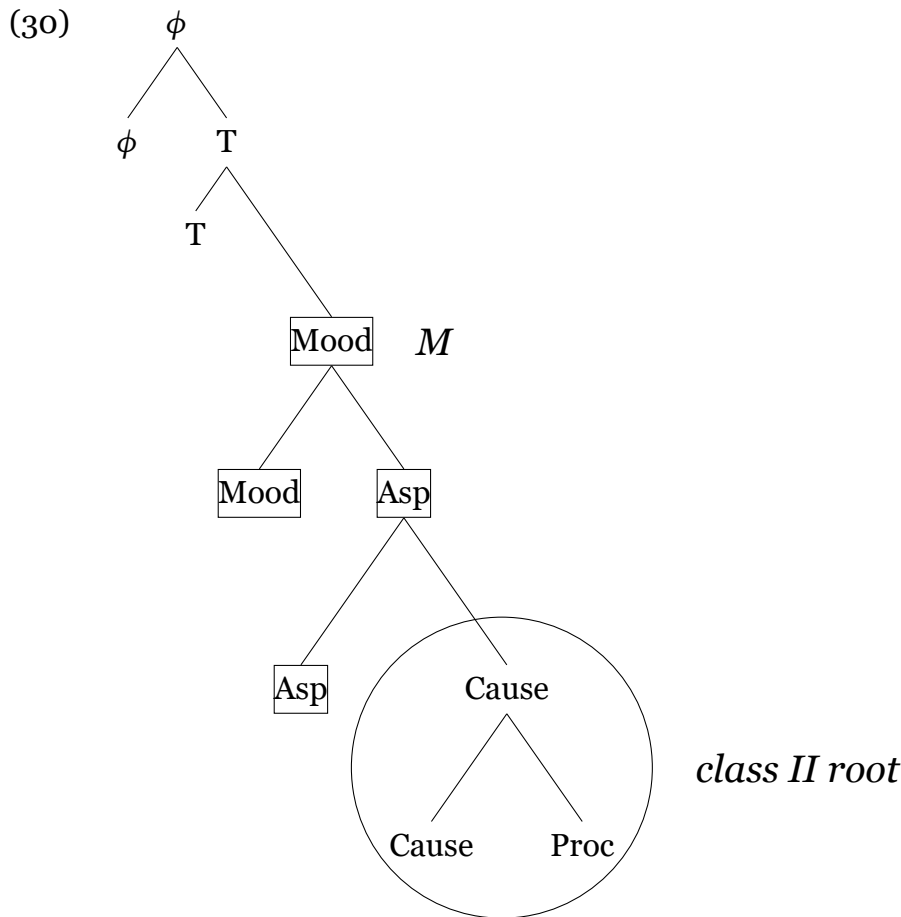 (30) ϕ
ϕ T
T
Mood M
Mood Asp
Asp Cause
class II root
Cause Proc